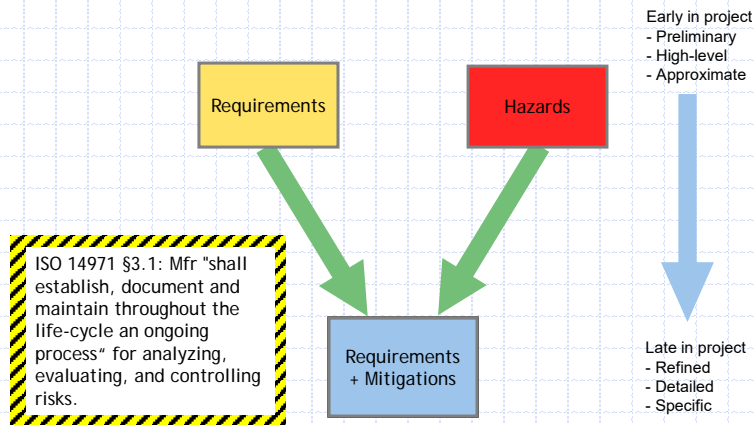 Early in project
- Preliminary
- High-level
- Approximate
Requirements
Hazards
ISO 14971 §3.1: Mfr "shall
establish, document and
maintain throughout the
life-cycle an ongoing
process“ for analyzing,
evaluating, and controlling
risks.
Requirements
+ Mitigations
Late in project
- Refined
- Detailed
- Specific